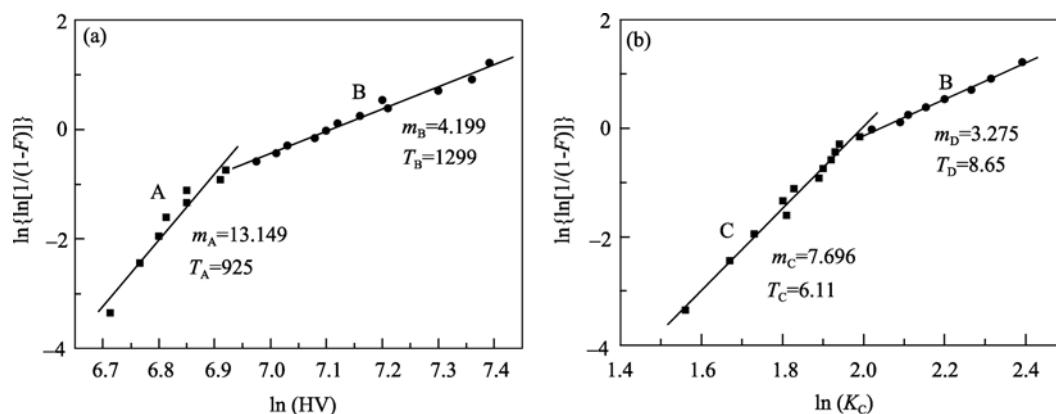 (a)
2
0
–2
–4
ln{ln[1/(1-F)]}
A
B
m_A=13.149
T_A=925
m_B=4.199
T_B=1299
6.7 6.8 6.9 7.0 7.1 7.2 7.3 7.4
ln (HV)
(b)
2
0
–2
–4
ln{ln[1/(1-F)]}
C
B
m_C=7.696
T_C=6.11
m_D=3.275
T_D=8.65
1.4 1.6 1.8 2.0 2.2 2.4 2.6
ln (K_C)